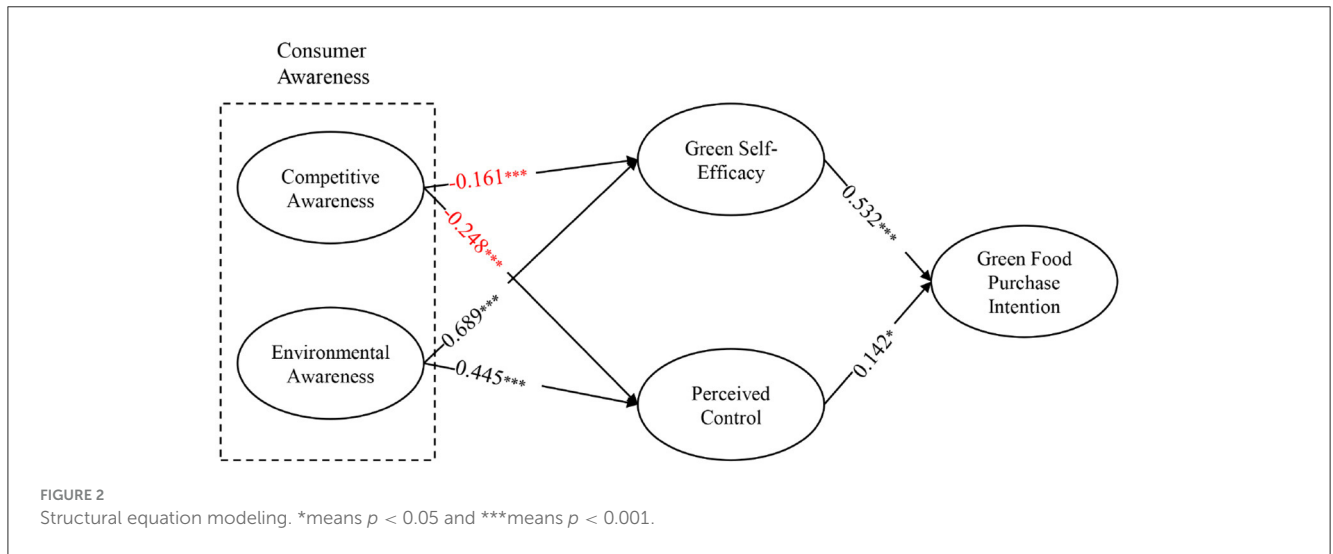 Consumer
Awareness
Competitive
Awareness
Environmental
Awareness
-0.161***
-0.248***
0.689***
0.445***
Green Self-
Efficacy
Perceived
Control
0.532***
0.142*
Green Food
Purchase
Intention
FIGURE 2
Structural equation modeling. *means p < 0.05 and ***means p < 0.001.